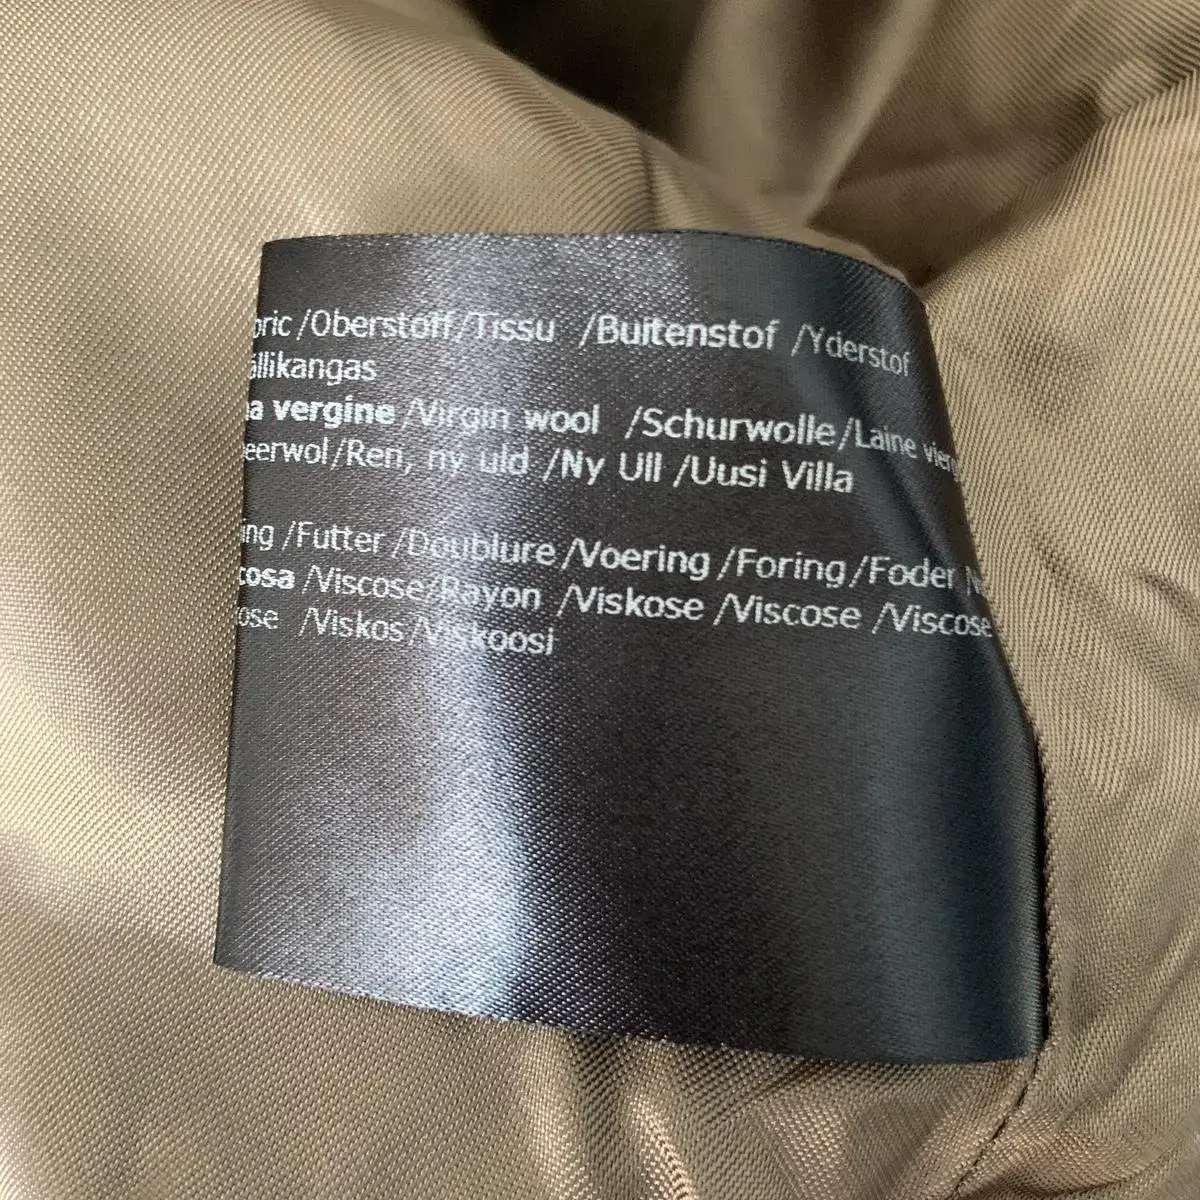 /Oberstoff/Tissu /Buitenstof /Yderstof
vergine /Virgin wool /Schurwolle/Laine
/Ren, ny uld /Ny Ull /Uusi Villa
/Futter /Doublure /Voering /Foring/Foder
/Viscose/Rayon /Viskose /Viscose /Viscose
/Viskos/Viskoosi